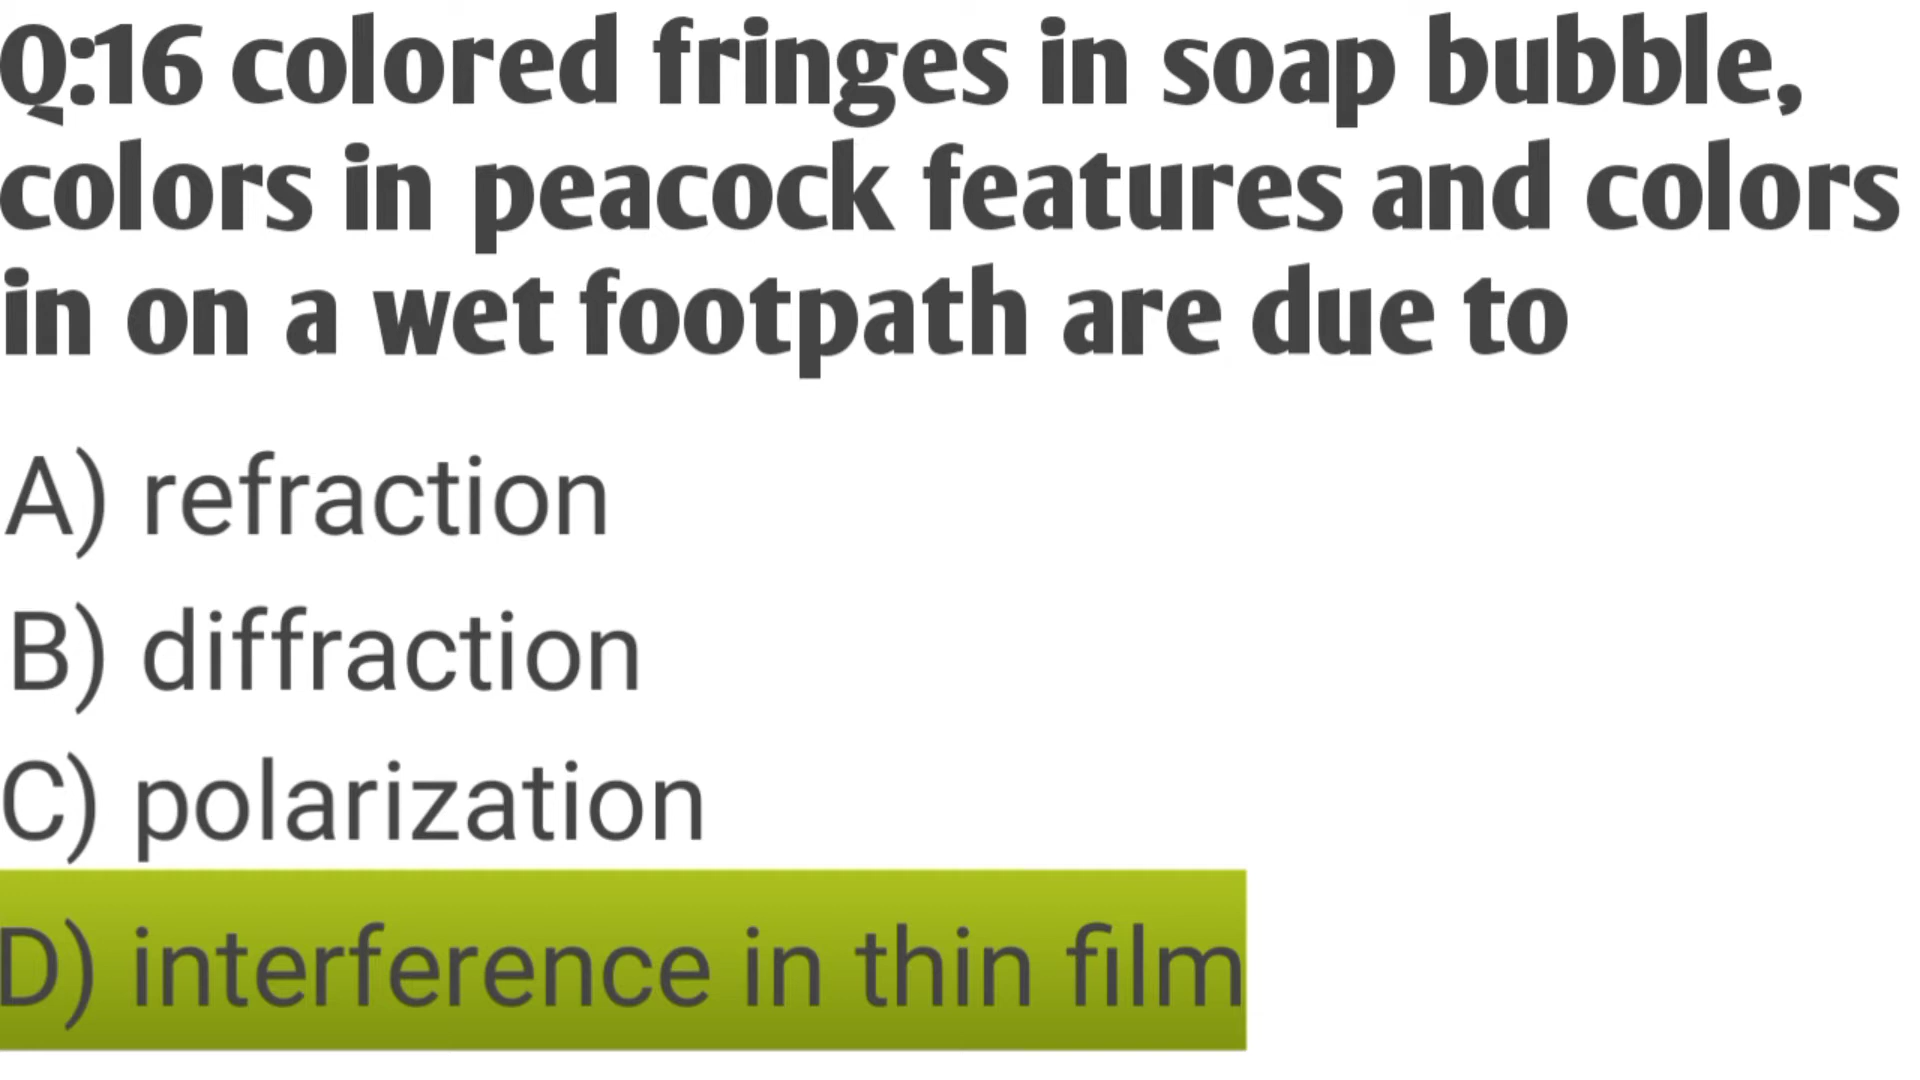 Q:16 colored fringes in soap bubble,
colors in peacock features and colors
in on a wet footpath are due to
A) refraction
B) diffraction
C) polarization
D) interference in thin film